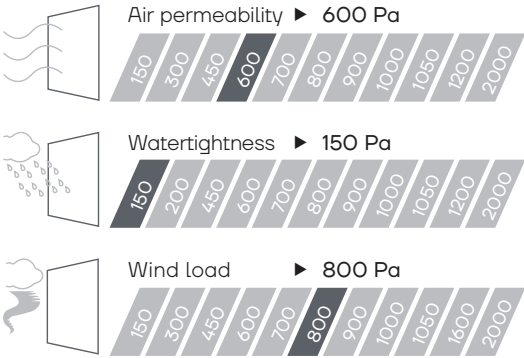 Air permeability ▶ 600 Pa
150 300 450 600 700 800 900 1000 1050 1200 2000
Watertightness ▶ 150 Pa
150 200 450 600 700 800 900 1000 1050 1200 2000
Wind load ▶ 800 Pa
150 300 450 600 700 800 900 1000 1050 1600 2000